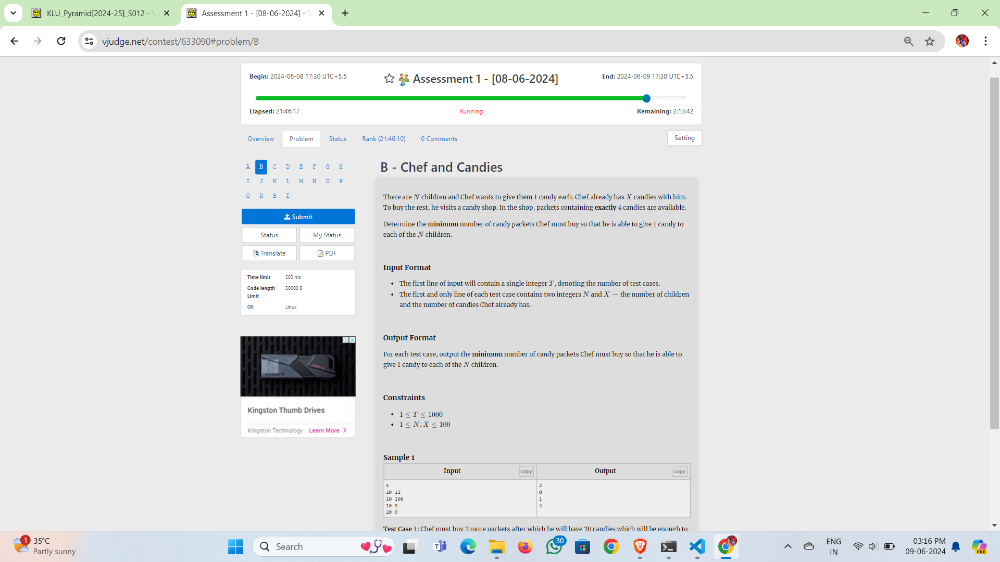 KLU_Pyramid[2024-25]_S012 -
Assessment 1 - [08-06-2024] -
vjudge.net/contest/633090#problem/B
Begin: 2024-06-08 17:30 UTC+5.5
Assessment 1 - [08-06-2024]
End: 2024-06-09 17:30 UTC+5.5
Elapsed: 21:46:17
Running
Remaining: 2:13:42
Overview
Problem
Status
Rank (21:46:10)
0 Comments
Setting
A B C D E F G H
I J K L M N O P
Q R S T
Submit
Status
My Status
Translate
PDF
Time limit 500 ms
Code length Limit 50000 B
OS Linux
Kingston Thumb Drives
Kingston Technology
Learn More
B - Chef and Candies
There are N children and Chef wants to give them 1 candy each. Chef already has X candies with him.
To buy the rest, he visits a candy shop. In the shop, packets containing exactly 4 candies are available.
Determine the minimum number of candy packets Chef must buy so that he is able to give 1 candy to
each of the N children.
Input Format
• The first line of input will contain a single integer T, denoting the number of test cases.
• The first and only line of each test case contains two integers N and X — the number of children
and the number of candies Chef already has.
Output Format
For each test case, output the minimum number of candy packets Chef must buy so that he is able to
give 1 candy to each of the N children.
Constraints
• 1 ≤ T ≤ 1000
• 1 ≤ N, X ≤ 100
Sample 1
Input
copy
Output
copy
4
20 12
10 100
10 9
20 9
2
0
1
3
Test Case 1: Chef must buy 2 more packets after which he will have 20 candies which will be enough to
1
35°C
Partly sunny
Search
30
ENG
IN
03:16 PM
09-06-2024
PRE